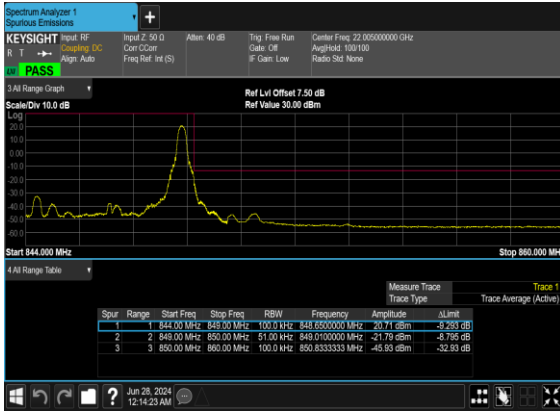 Spectrum Analyzer 1
Spurious Emissions
+
KEYSIGHT Input: RF Input Z: 50 Ω Atten: 40 dB Trig: Free Run Center Freq: 22.005000000 GHz
R T Coupling: DC Corr CCorr Gate: Off Avg|Hold: 100/100
Align: Auto Freq Ref: Int (S) IF Gain: Low Radio Std: None
PASS
3 All Range Graph
Ref Lvl Offset 7.50 dB
Scale/Div 10.0 dB Ref Value 30.00 dBm
Log
20.0
10.0
0.00
-10.0
-20.0
-30.0
-40.0
-50.0
-60.0
Start 844.000 MHz Stop 860.000 MHz
4 All Range Table
Measure Trace Trace 1
Trace Type Trace Average (Active)
Spur Range Start Freq Stop Freq RBW Frequency Amplitude ΔLimit
1 1 844.00 MHz 849.00 MHz 100.0 kHz 848.6500000 MHz 20.71 dBm -9.293 dB
2 2 849.00 MHz 850.00 MHz 51.00 kHz 849.0100000 MHz -21.79 dBm -8.795 dB
3 3 850.00 MHz 860.00 MHz 100.0 kHz 850.8333333 MHz -45.93 dBm -32.93 dB
? Jun 28, 2024
12:14:23 AM